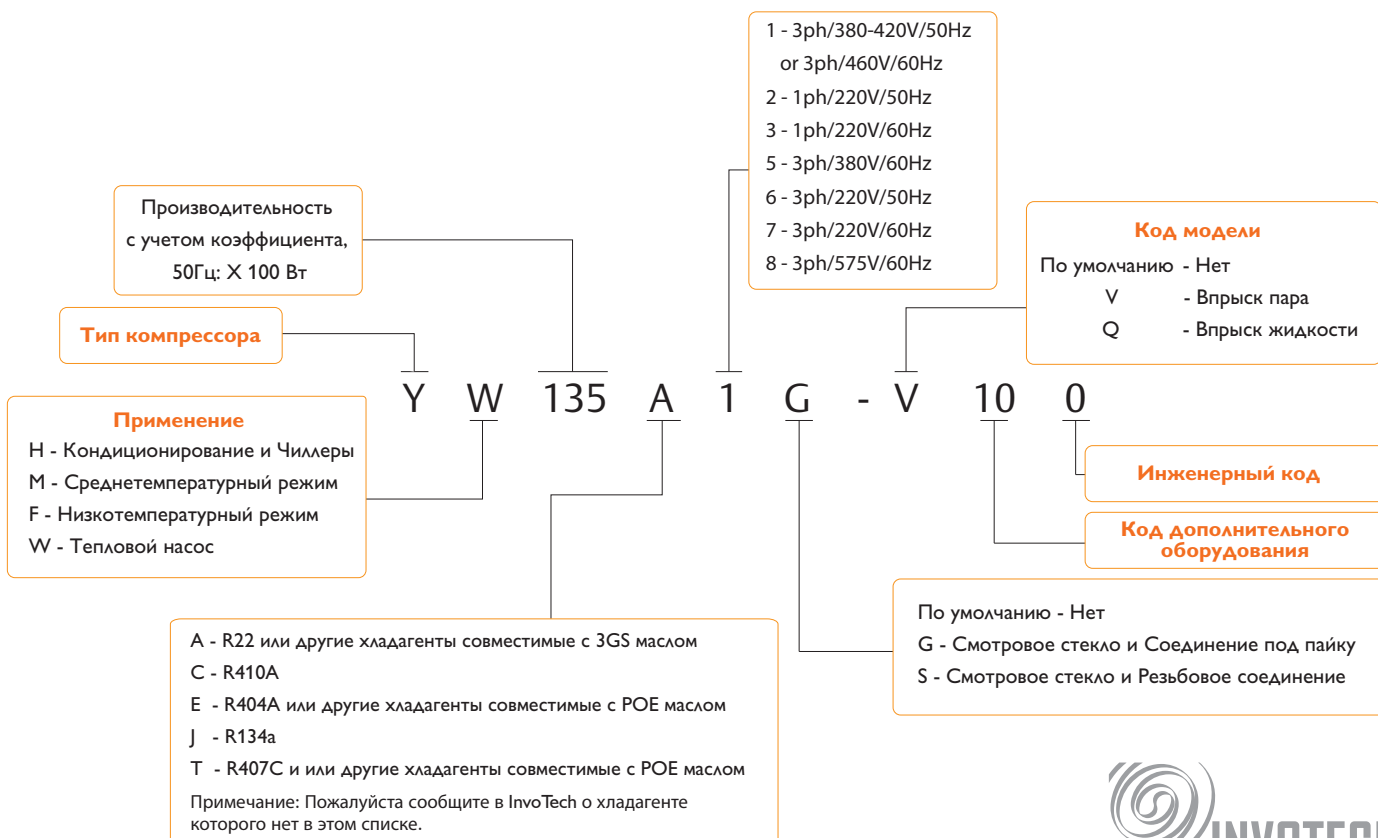 1 - 3ph/380-420V/50Hz
or 3ph/460V/60Hz
2 - 1ph/220V/50Hz
3 - 1ph/220V/60Hz
5 - 3ph/380V/60Hz
6 - 3ph/220V/50Hz
7 - 3ph/220V/60Hz
8 - 3ph/575V/60Hz
Производительность
с учетом коэффициента,
50Гц: X 100 Вт
Код модели
По умолчанию - Нет
V - Впрыск пара
Q - Впрыск жидкости
Тип компрессора
Y W 135 A 1 G - V 10 0
Применение
H - Кондиционирование и Чиллеры
M - Среднетемпературный режим
F - Низкотемпературный режим
W - Тепловой насос
Инженерный код
Код дополнительного
оборудования
По умолчанию - Нет
G - Смотровое стекло и Соединение под пайку
S - Смотровое стекло и Резьбовое соединение
A - R22 или другие хладагенты совместимые с 3GS маслом
C - R410A
E - R404A или другие хладагенты совместимые с POE маслом
J - R134a
T - R407C и или другие хладагенты совместимые с POE маслом
Примечание: Пожалуйста сообщите в InvoTech о хладагенте
которого нет в этом списке.
INVOTECH